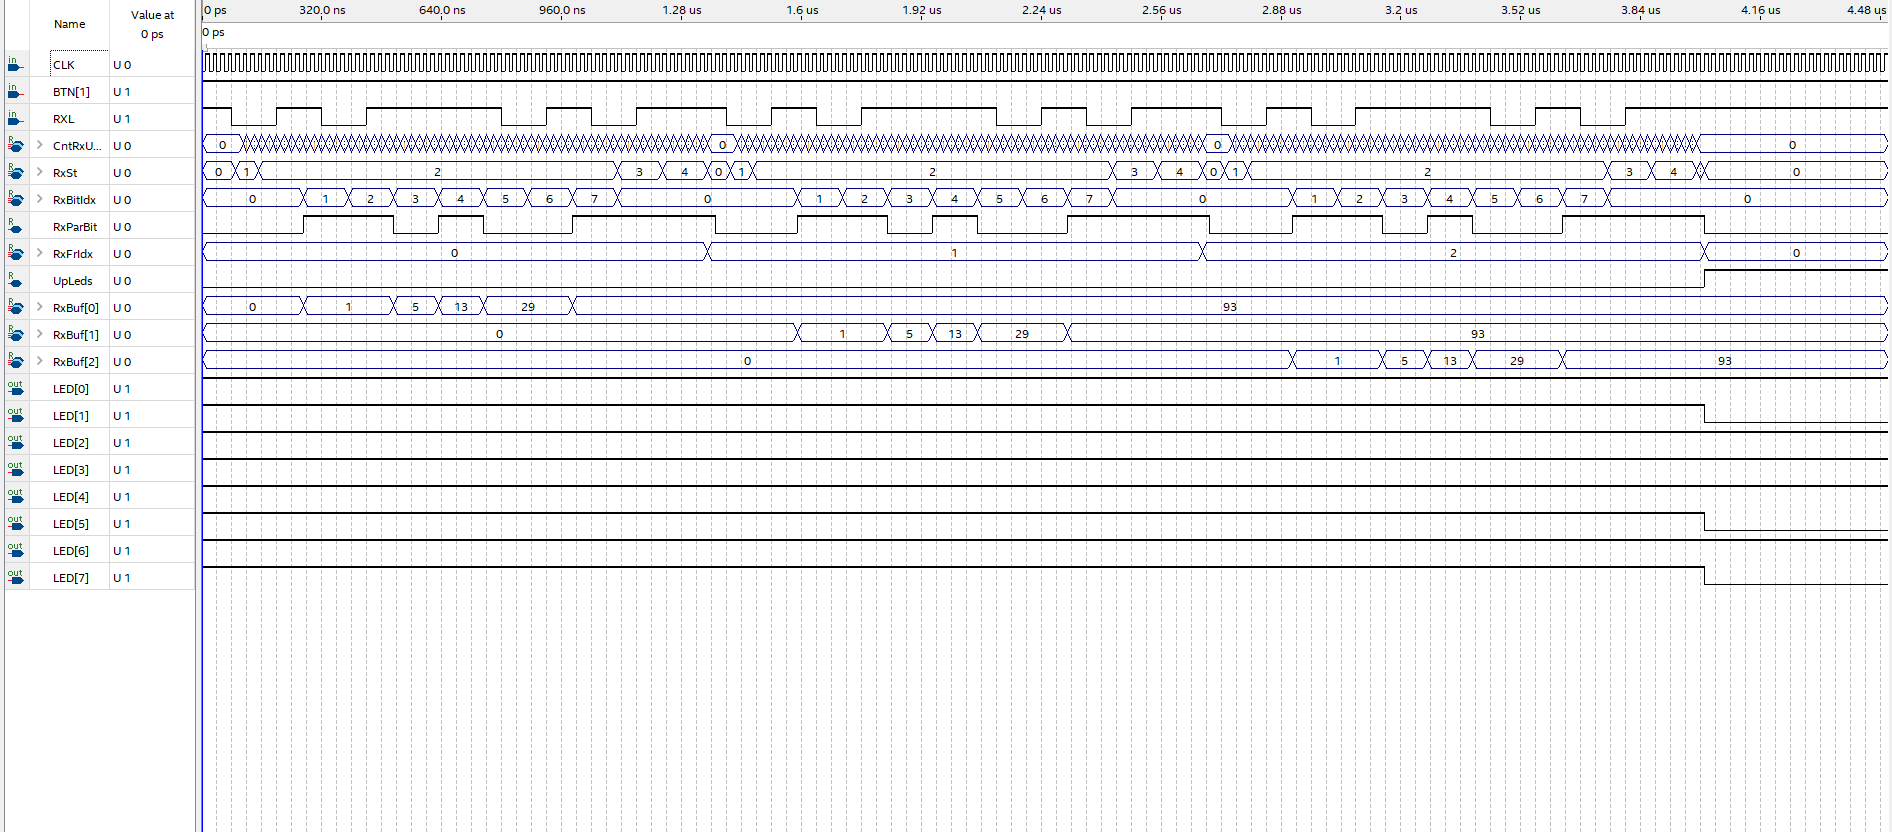 Name Value at 0 ps 0 ps 320.0 ns 640.0 ns 960.0 ns 1.28 us 1.6 us 1.92 us 2.24 us 2.56 us 2.88 us 3.2 us 3.52 us 3.84 us 4.16 us 4.48 us
0 ps
in CLK U 0
in BTN[1] U 1
in RXL U 1
R CntRxU... U 0 0 0 0 0
R RxSt U 0 0 1 2 3 4 0 1 2 3 4 0 1 2 3 4 0
R RxBitIdx U 0 0 1 2 3 4 5 6 7 0 1 2 3 4 5 6 7 0 1 2 3 4 5 6 7 0
R RxParBit U 0
R RxFrIdx U 0 0 1 2 0
R UpLeds U 0
R RxBuf[0] U 0 0 1 5 13 29 93
R RxBuf[1] U 0 0 1 5 13 29 93
R RxBuf[2] U 0 0 1 5 13 29 93
out LED[0] U 1
out LED[1] U 1
out LED[2] U 1
out LED[3] U 1
out LED[4] U 1
out LED[5] U 1
out LED[6] U 1
out LED[7] U 1